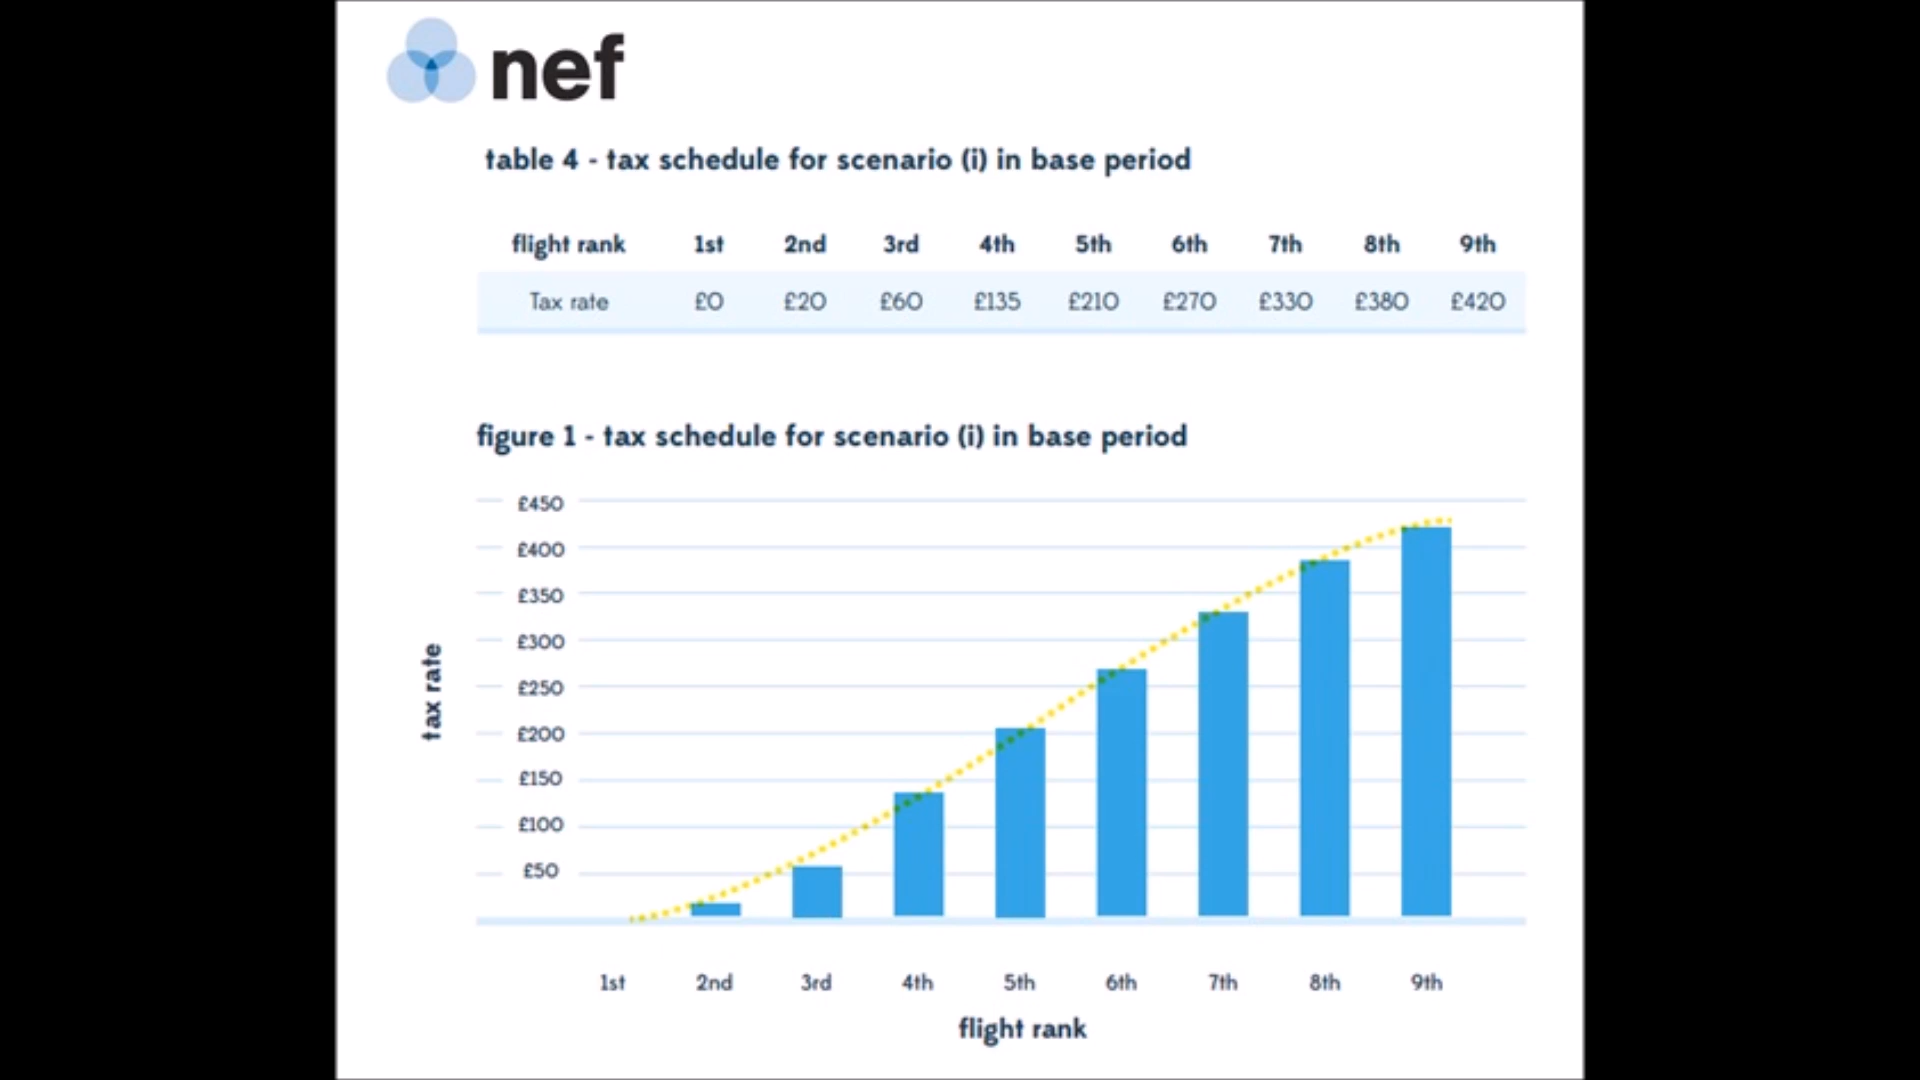 nef
table 4 - tax schedule for scenario (i) in base period
flight rank 1st 2nd 3rd 4th 5th 6th 7th 8th 9th
Tax rate £0 £20 £60 £135 £210 £270 £330 £380 £420
figure 1 - tax schedule for scenario (i) in base period
£450
£400
£350
£300
£250
£200
£150
£100
£50
tax rate
1st 2nd 3rd 4th 5th 6th 7th 8th 9th
flight rank